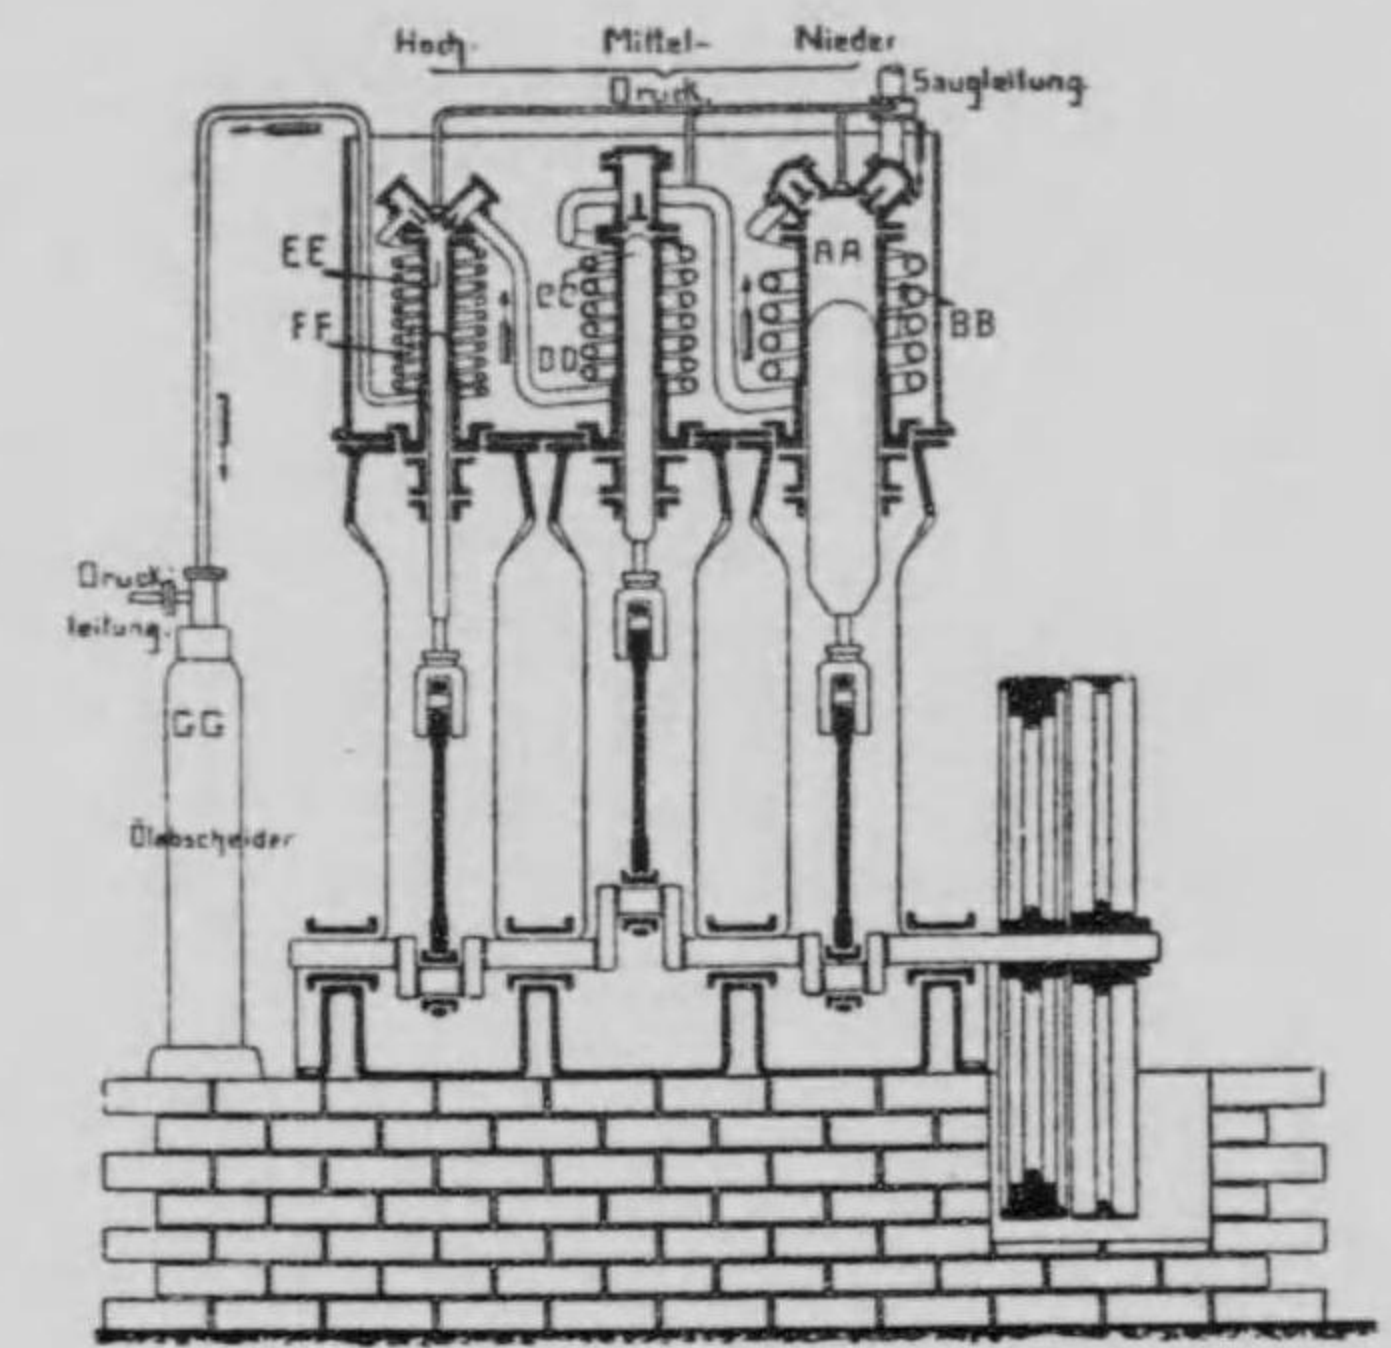 Hoch- Mittel- Nieder
Druck.
Saugleitung.
AA
EE
CC
BB
FF
DD
Druck-
leitung.
GG
Ölabscheider